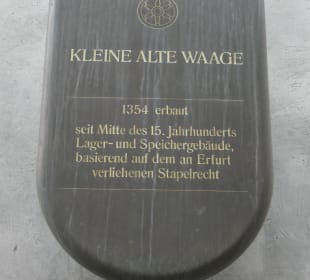 KLEINE ALTE WAAGE
1354 erbaut
seit Mitte des 15. Jahrhunderts
Lager- und Speichergebäude,
basierend auf dem an Erfurt
verliehenen Stapelrecht